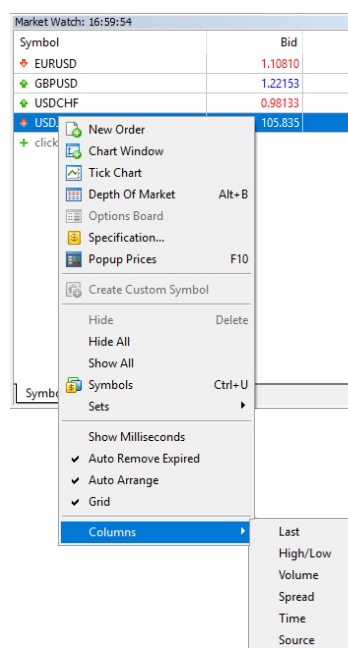 Market Watch: 16:59:54
Symbol Bid
EURUSD 1.10810
GBPUSD 1.22153
USDCHF 0.98133
USD 105.835
click
New Order
Chart Window
Tick Chart
Depth Of Market Alt+B
Options Board
Specification...
Popup Prices F10
Create Custom Symbol
Hide Delete
Hide All
Show All
Symbols Ctrl+U
Sets
Show Milliseconds
Auto Remove Expired
Auto Arrange
Grid
Columns
Last
High/Low
Volume
Spread
Time
Source